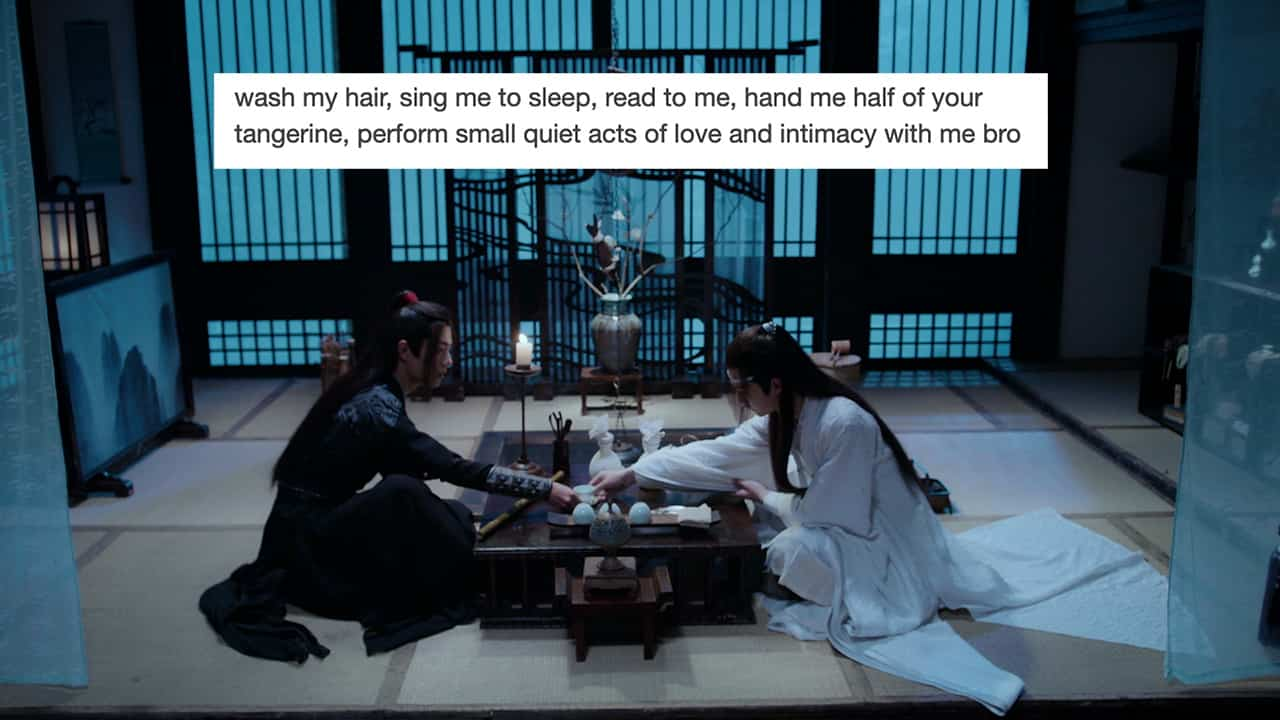 wash my hair, sing me to sleep, read to me, hand me half of your
tangerine, perform small quiet acts of love and intimacy with me bro